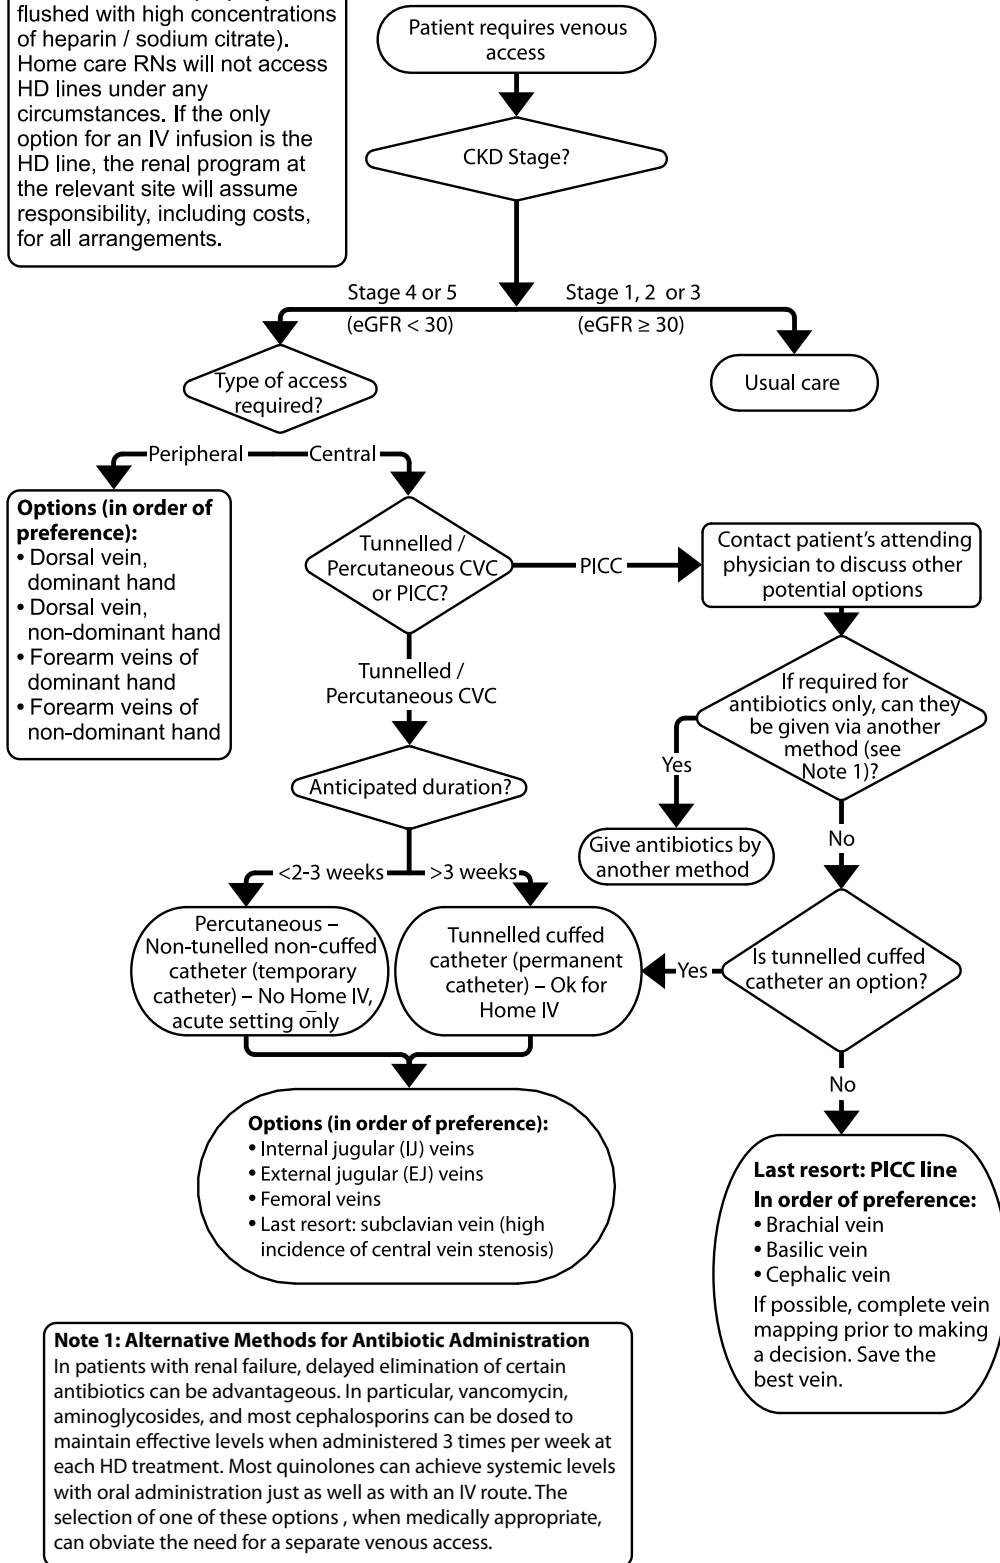 flushed with high concentrations
of heparin / sodium citrate).
Home care RNs will not access
HD lines under any
circumstances. If the only
option for an IV infusion is the
HD line, the renal program at
the relevant site will assume
responsibility, including costs,
for all arrangements.
Patient requires venous
access
CKD Stage?
Stage 4 or 5
(eGFR < 30)
Stage 1, 2 or 3
(eGFR ≥ 30)
Type of access
required?
Usual care
Peripheral
Central
Options (in order of
preference):
• Dorsal vein,
dominant hand
• Dorsal vein,
non-dominant hand
• Forearm veins of
dominant hand
• Forearm veins of
non-dominant hand
Tunnelled /
Percutaneous CVC
or PICC?
PICC
Contact patient's attending
physician to discuss other
potential options
Tunnelled /
Percutaneous CVC
If required for
antibiotics only, can they
be given via another
method (see
Note 1)?
Yes
Give antibiotics by
another method
No
Anticipated duration?
<2-3 weeks
>3 weeks
Percutaneous –
Non-tunelled non-cuffed
catheter (temporary
catheter) – No Home IV,
acute setting only
Tunnelled cuffed
catheter (permanent
catheter) – Ok for
Home IV
Yes
Is tunnelled cuffed
catheter an option?
No
Options (in order of preference):
• Internal jugular (IJ) veins
• External jugular (EJ) veins
• Femoral veins
• Last resort: subclavian vein (high
incidence of central vein stenosis)
Last resort: PICC line
In order of preference:
• Brachial vein
• Basilic vein
• Cephalic vein
If possible, complete vein
mapping prior to making
a decision. Save the
best vein.
Note 1: Alternative Methods for Antibiotic Administration
In patients with renal failure, delayed elimination of certain
antibiotics can be advantageous. In particular, vancomycin,
aminoglycosides, and most cephalosporins can be dosed to
maintain effective levels when administered 3 times per week at
each HD treatment. Most quinolones can achieve systemic levels
with oral administration just as well as with an IV route. The
selection of one of these options , when medically appropriate,
can obviate the need for a separate venous access.